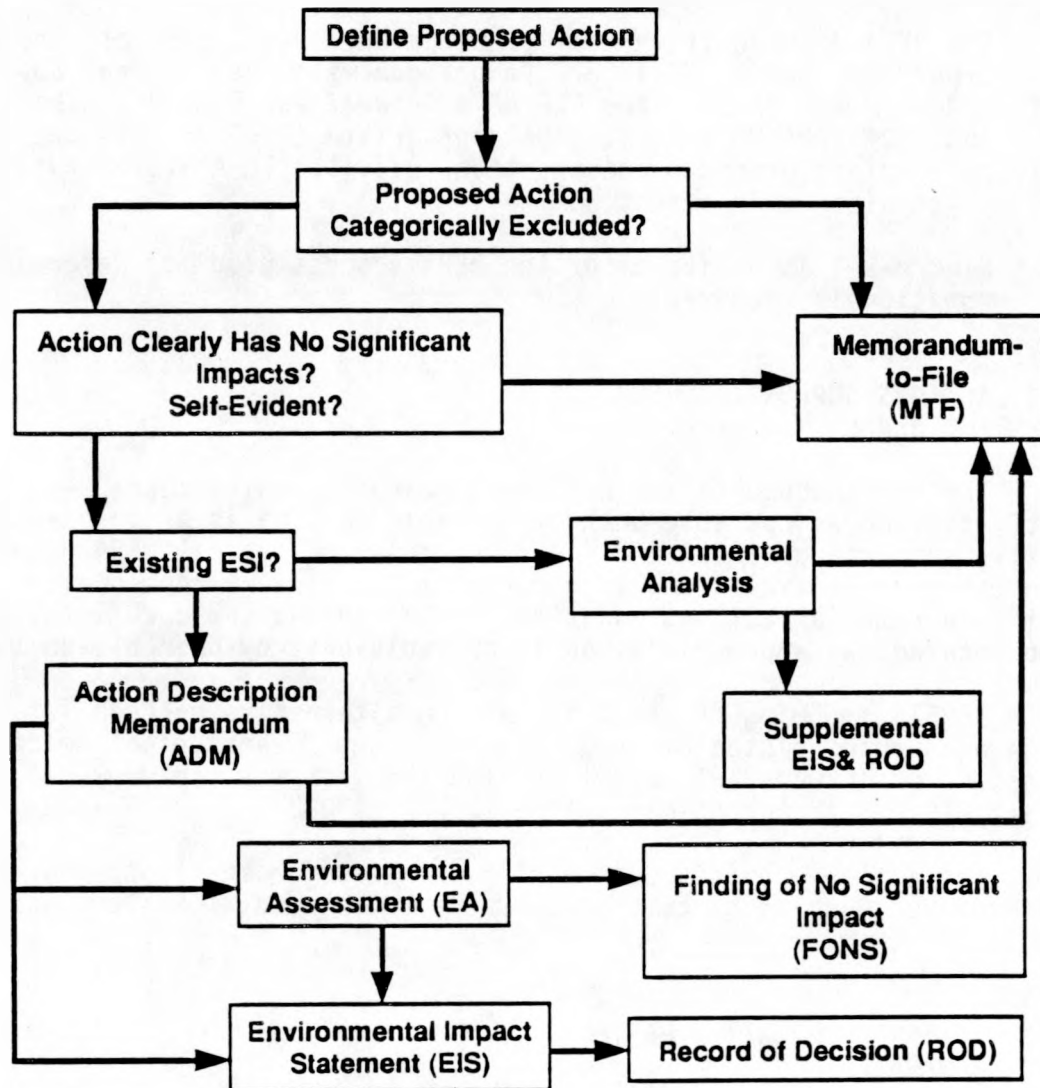 Define Proposed Action
Proposed Action
Categorically Excluded?
Action Clearly Has No Significant
Impacts?
Self-Evident?
Memorandum-
to-File
(MTF)
Existing ESI?
Environmental
Analysis
Action Description
Memorandum
(ADM)
Supplemental
EIS& ROD
Environmental
Assessment (EA)
Finding of No Significant
Impact
(FONS)
Environmental Impact
Statement (EIS)
Record of Decision (ROD)